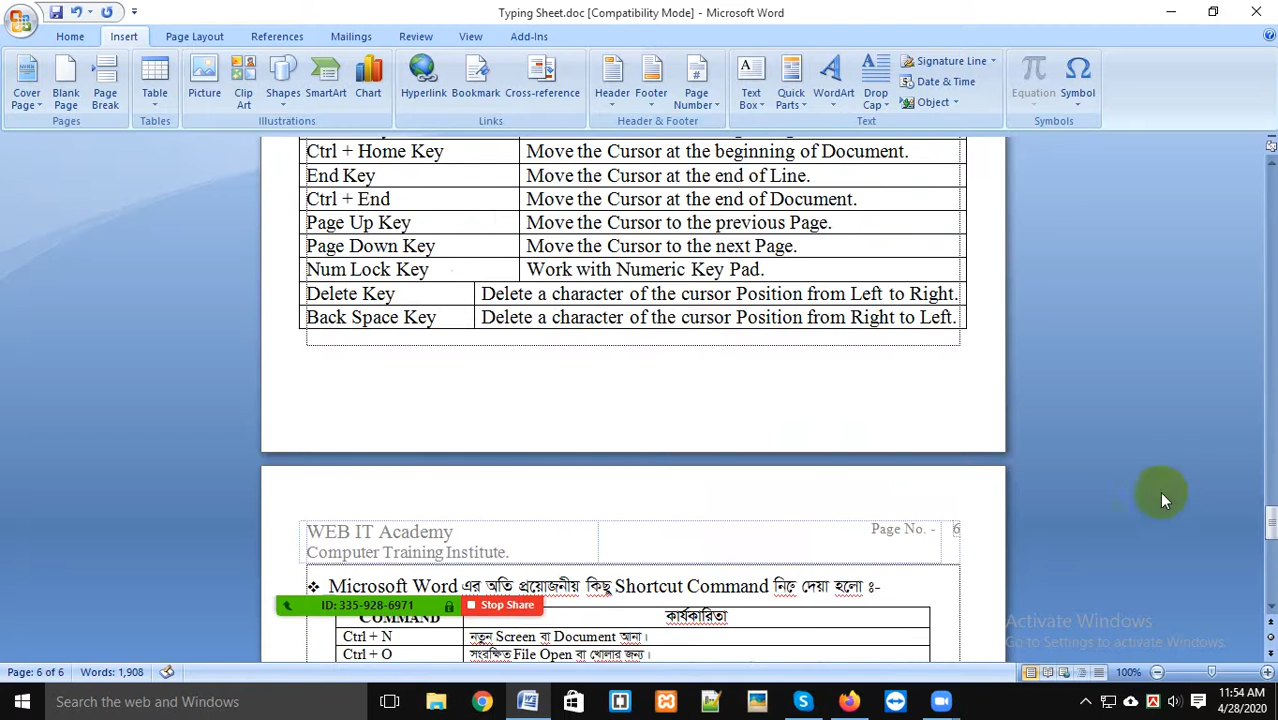 Typing Sheet.doc [Compatibility Mode] - Microsoft Word
Home Insert Page Layout References Mailings Review View Add-Ins
Cover Page Blank Page Page Break Table Picture Clip Art Shapes SmartArt Chart Hyperlink Bookmark Cross-reference Header Footer Page Number Text Box Quick Parts WordArt Drop Cap Signature Line Date & Time Object Equation Symbol
Pages Tables Illustrations Links Header & Footer Text Symbols
Ctrl + Home Key Move the Cursor at the beginning of Document.
End Key Move the Cursor at the end of Line.
Ctrl + End Move the Cursor at the end of Document.
Page Up Key Move the Cursor to the previous Page.
Page Down Key Move the Cursor to the next Page.
Num Lock Key Work with Numeric Key Pad.
Delete Key Delete a character of the cursor Position from Left to Right.
Back Space Key Delete a character of the cursor Position from Right to Left.
WEB IT Academy Page No. - 6
Computer Training Institute.
❖ Microsoft Word এর অতি প্রয়োজনীয় কিছু Shortcut Command নিচে দেয়া হলো ঃ-
ID: 335-928-6971 Stop Share
COMMAND কার্যকারিতা
Ctrl + N নতুন Screen বা Document আনা।
Ctrl + O সংরক্ষিত File Open বা খোলার জন্য।
Activate Windows
Go to Settings to activate Windows.
Page: 6 of 6 Words: 1,908 100%
Search the web and Windows
11:54 AM
4/28/2020